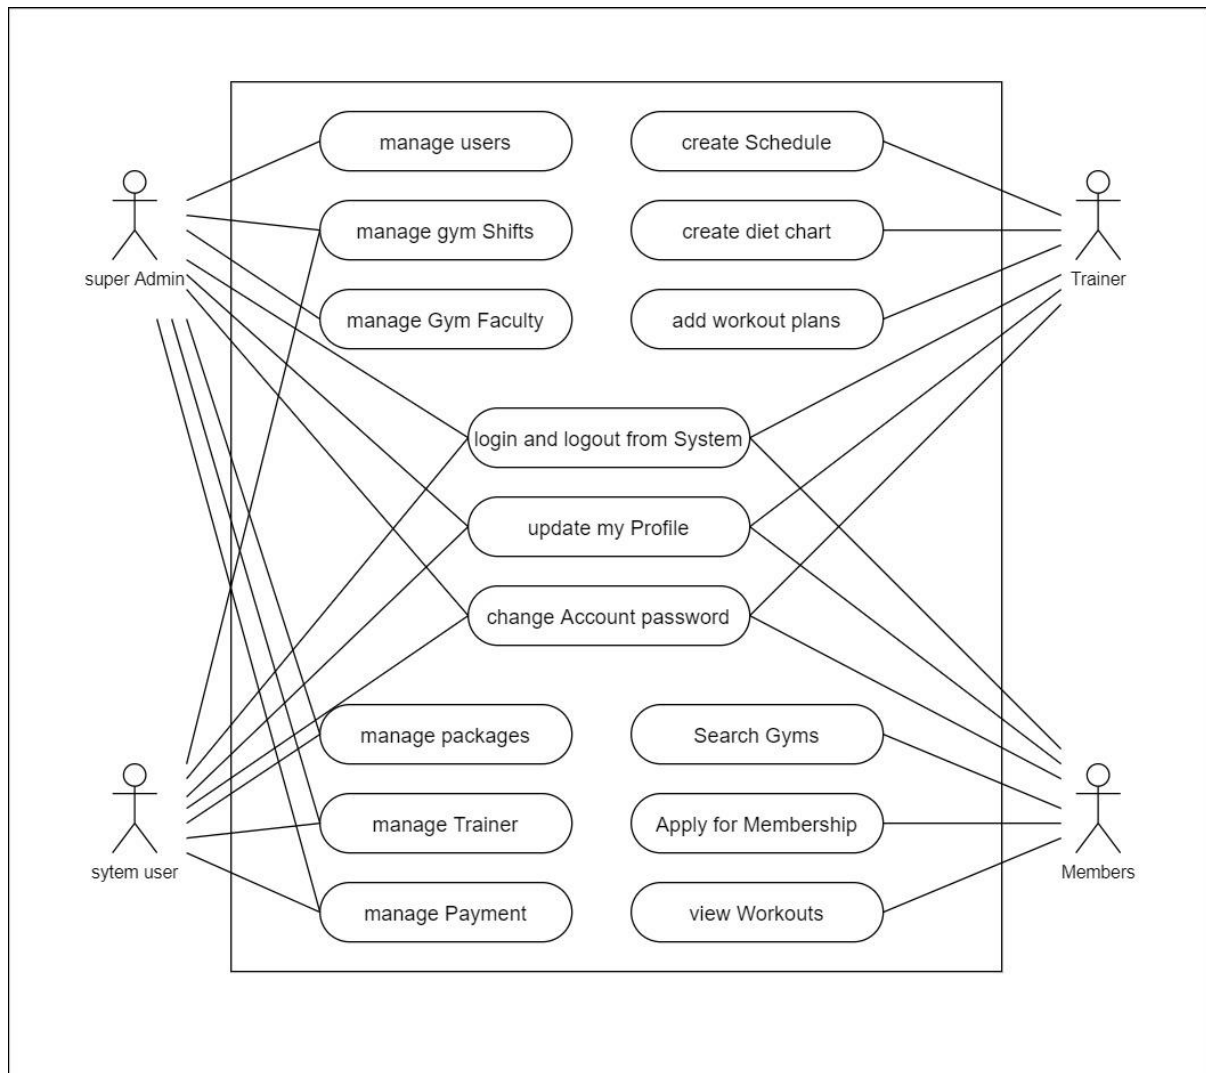 manage users
create Schedule
manage gym Shifts
create diet chart
super Admin
Trainer
manage Gym Faculty
add workout plans
login and logout from System
update my Profile
change Account password
manage packages
Search Gyms
manage Trainer
Apply for Membership
sytem user
Members
manage Payment
view Workouts